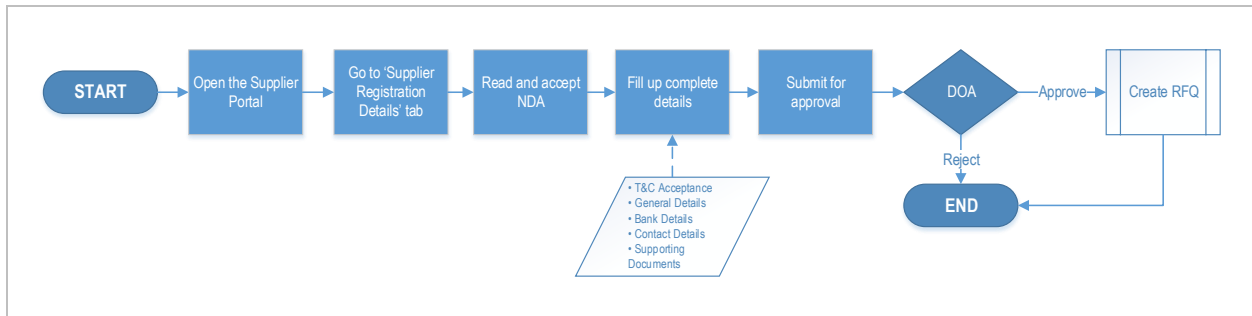 START
Open the Supplier
Portal
Go to ‘Supplier
Registration
Details’ tab
Read and accept
NDA
Fill up complete
details
Submit for
approval
DOA
Approve
Create RFQ
Reject
END
• T&C Acceptance
• General Details
• Bank Details
• Contact Details
• Supporting
Documents